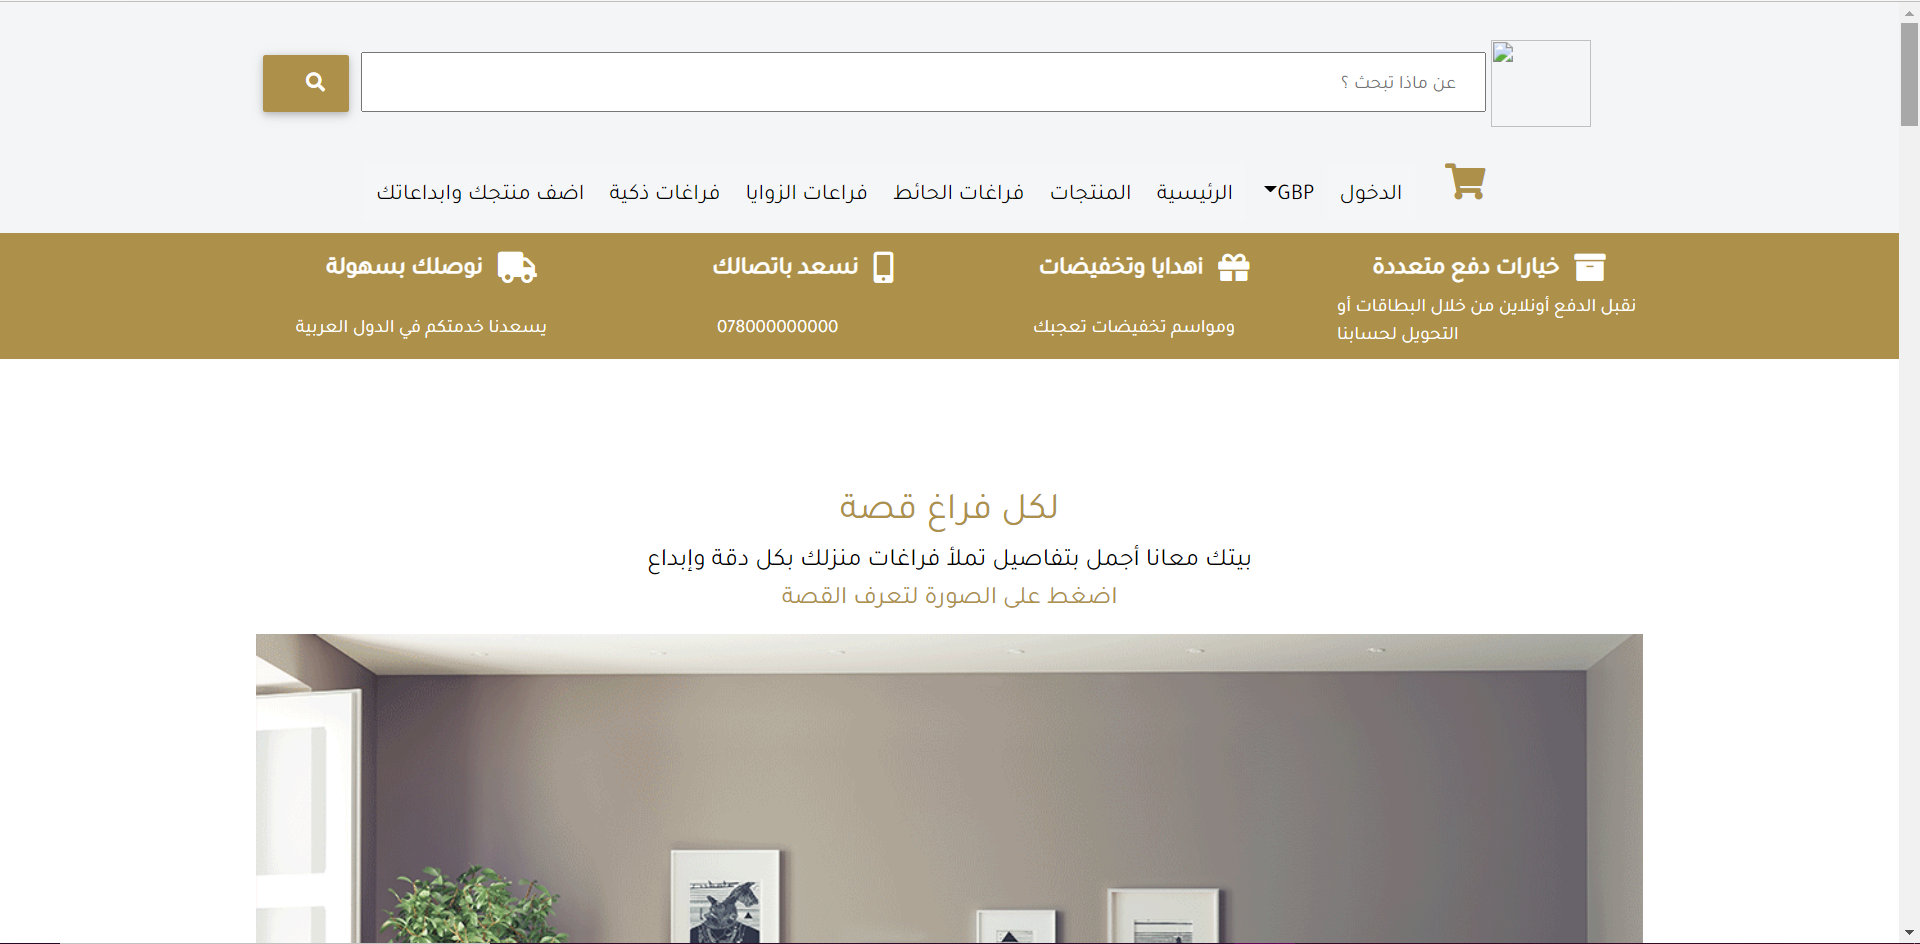 عن ماذا تبحث ؟
الدخول
GBP
الرئيسية
المنتجات
فراغات الحائط
فراعات الزوايا
فراغات ذكية
اضف منتجك وابداعاتك
خيارات دفع متعددة
نقبل الدفع أونلاين من خلال البطاقات أو
التحويل لحسابنا
اهدايا وتخفيضات
ومواسم تخفيضات تعجبك
نسعد باتصالك
078000000000
نوصلك بسهولة
يسعدنا خدمتكم في الدول العربية
لكل فراغ قصة
بيتك معانا أجمل بتفاصيل تملأ فراغات منزلك بكل دقة وإبداع
اضغط على الصورة لتعرف القصة